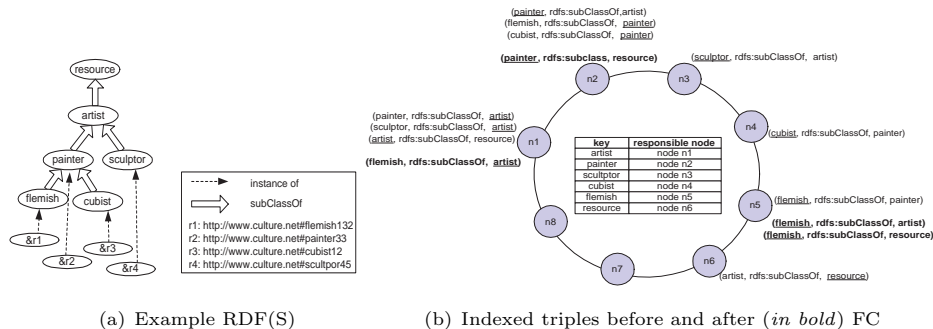 resource
artist
painter
sculptor
flemish
cubist
&r1
&r2
&r3
&r4
instance of
subClassOf
r1: http://www.culture.net#flemish132
r2: http://www.culture.net#painter33
r3: http://www.culture.net#cubist12
r4: http://www.culture.net#scultpor45
(a) Example RDF(S)
(painter, rdfs:subClassOf,artist)
(flemish, rdfs:subClassOf, painter)
(cubist, rdfs:subClassOf, painter)
(painter, rdfs:subclass, resource)
(sculptor, rdfs:subClassOf, artist)
n2
n3
(painter, rdfs:subClassOf, artist)
(sculptor, rdfs:subClassOf, artist)
(artist, rdfs:subClassOf, resource)
(flemish, rdfs:subClassOf, artist)
n1
n4
(cubist, rdfs:subClassOf, painter)
key responsible node
artist node n1
painter node n2
scultptor node n3
cubist node n4
flemish node n5
resource node n6
n5
(flemish, rdfs:subClassOf, painter)
(flemish, rdfs:subClassOf, artist)
(flemish, rdfs:subClassOf, resource)
n8
n7
n6
(artist, rdfs:subClassOf, resource)
(b) Indexed triples before and after (in bold) FC